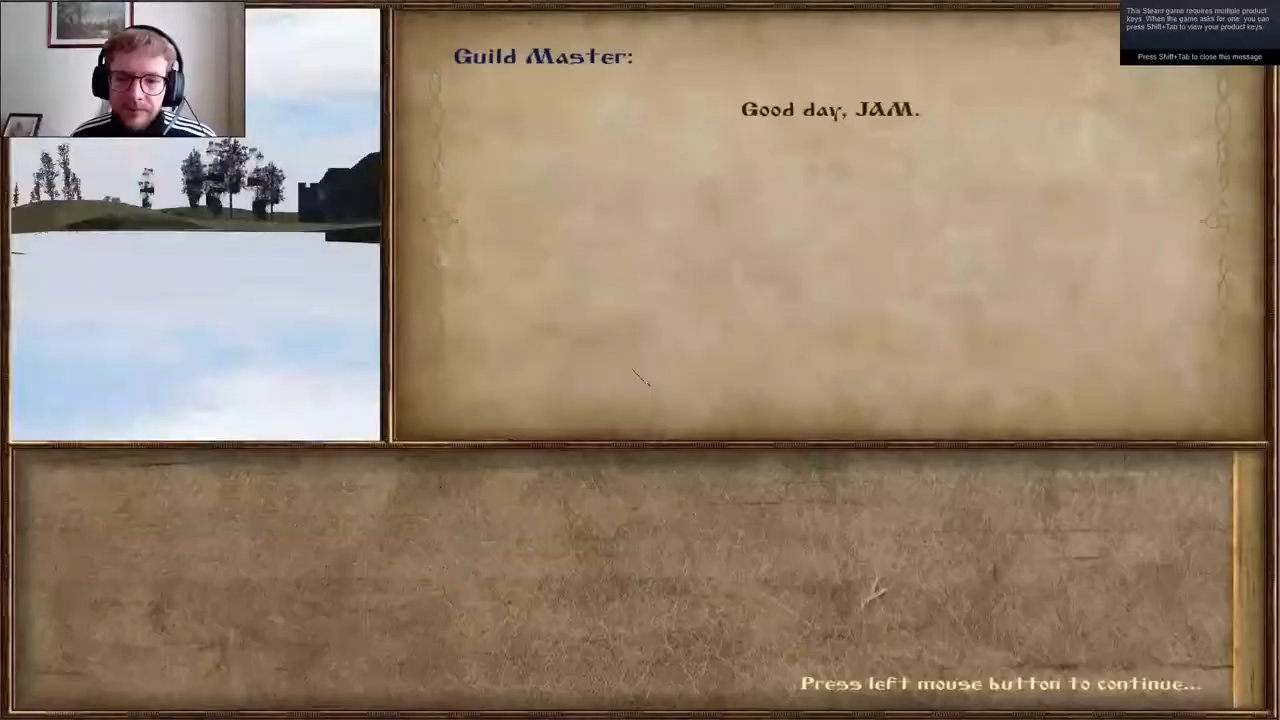 This Steam game requires multiple product
keys. When the game asks for one, you can
press Shift+Tab to view your product keys.
Press Shift+Tab to close this message
Guild Master:
Good day, JAM.
Press left mouse button to continue...